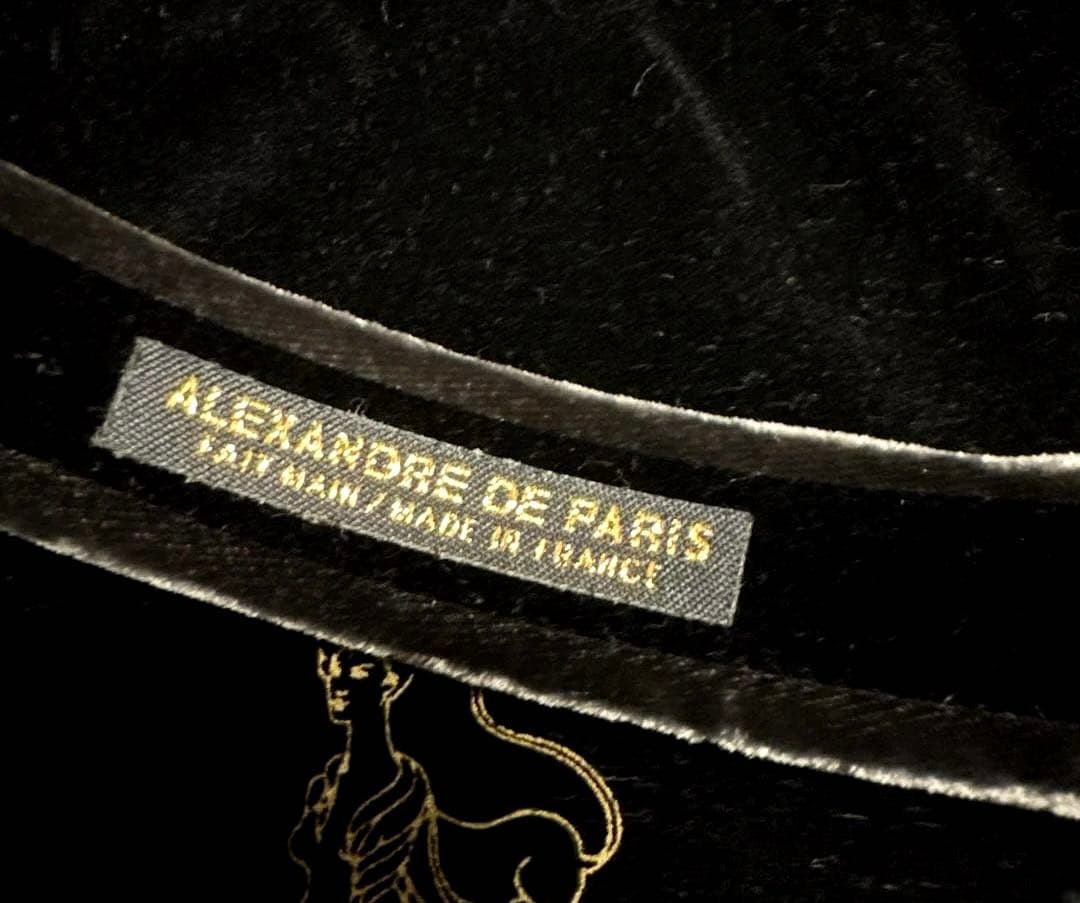 ALEXANDRE DE PARIS
FAIT MAIN / MADE IN FRANCE